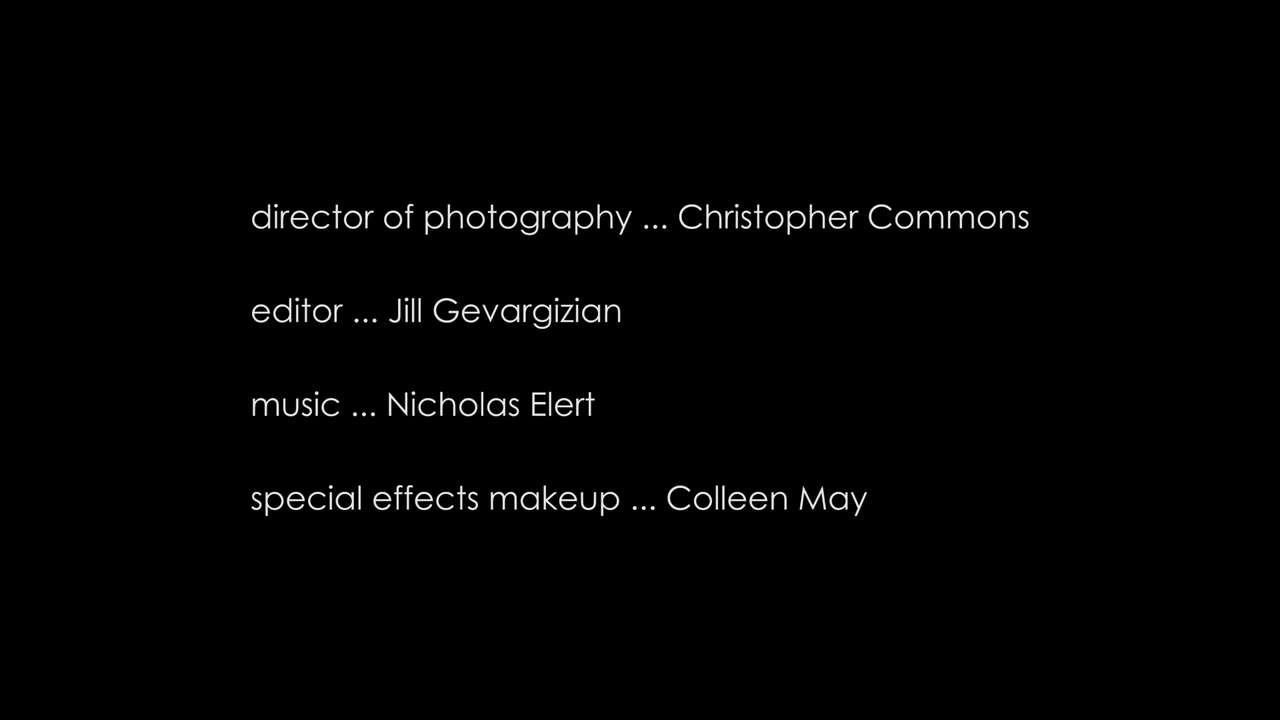 director of photography ... Christopher Commons
editor ... Jill Gevargizian
music ... Nicholas Elert
special effects makeup ... Colleen May